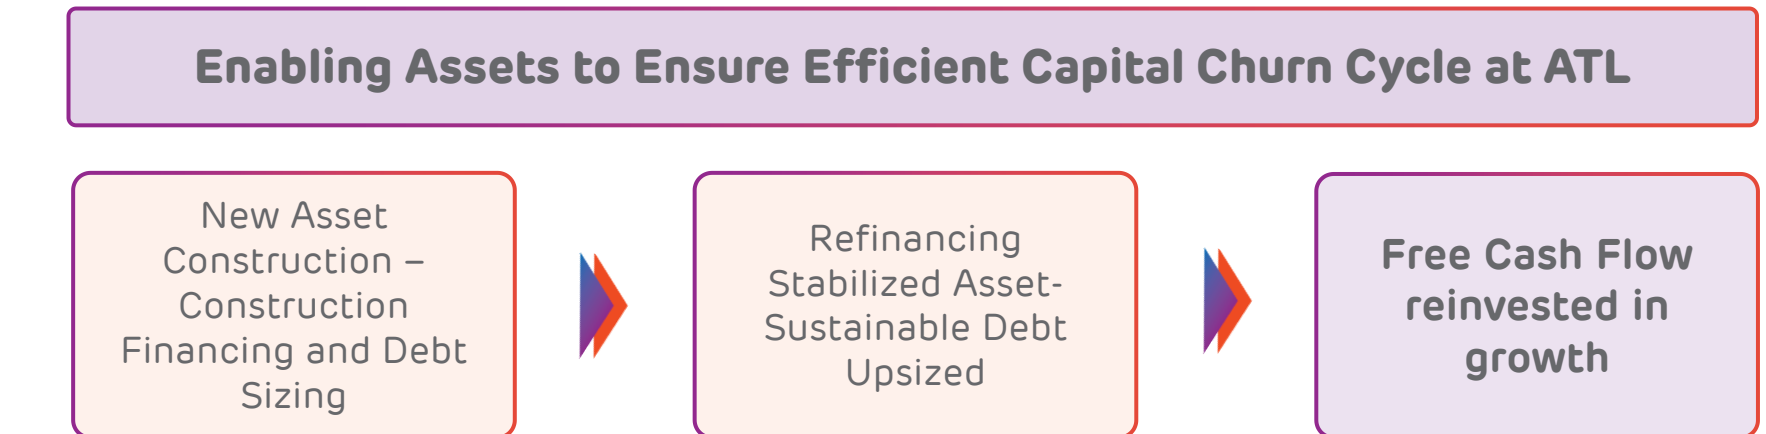 Enabling Assets to Ensure Efficient Capital Churn Cycle at ATL
New Asset
Construction –
Construction
Financing and Debt
Sizing
Refinancing
Stabilized Asset-
Sustainable Debt
Upsized
Free Cash Flow
reinvested in
growth